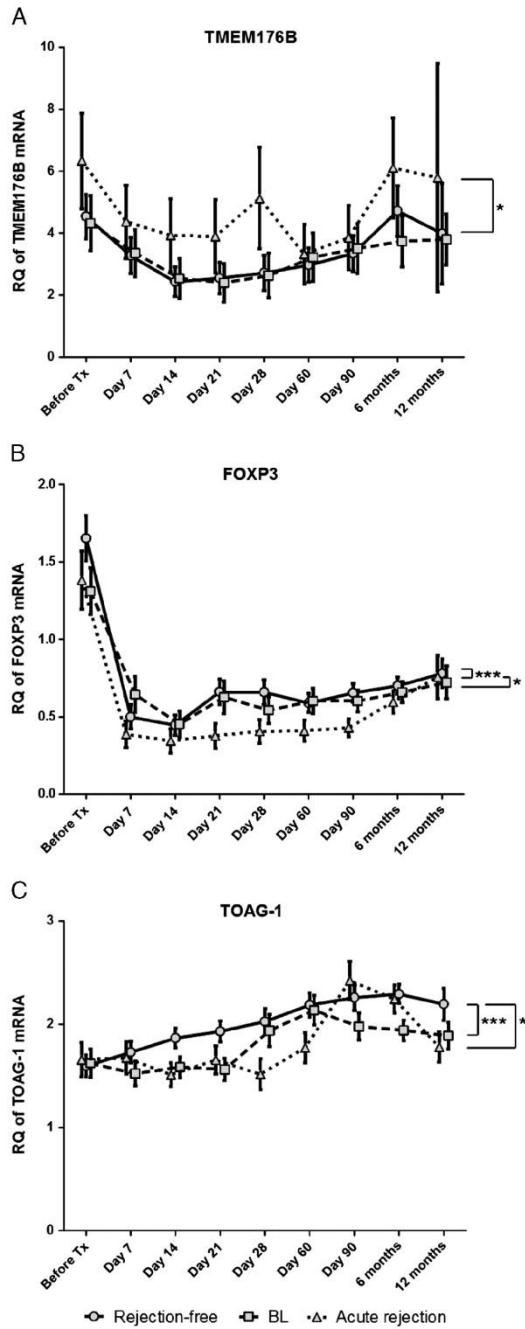 A
TMEM176B
RQ of TMEM176B mRNA
10
8
6
4
2
0
*
Before Tx
Day 7
Day 14
Day 21
Day 28
Day 60
Day 90
6 months
12 months
B
FOXP3
RQ of FOXP3 mRNA
2.0
1.5
1.0
0.5
0.0
***
*
Before Tx
Day 7
Day 14
Day 21
Day 28
Day 60
Day 90
6 months
12 months
C
TOAG-1
RQ of TOAG-1 mRNA
3
2
1
0
*** *
Before Tx
Day 7
Day 14
Day 21
Day 28
Day 60
Day 90
6 months
12 months
Rejection-free BL Acute rejection